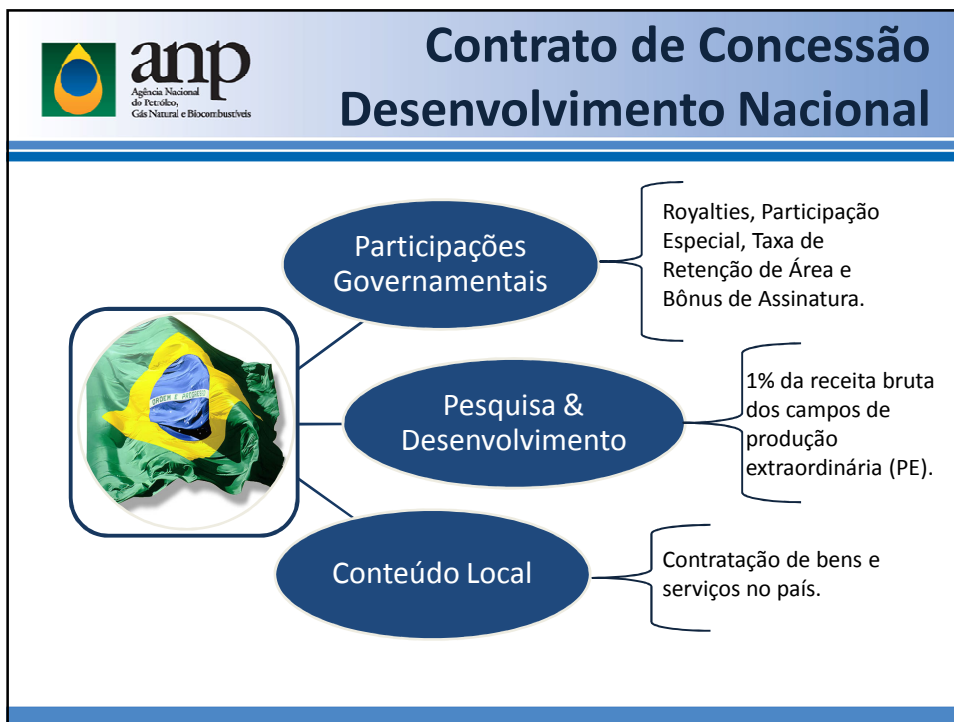 anp
Agência Nacional
do Petróleo,
Gás Natural e Biocombustíveis
Contrato de Concessão
Desenvolvimento Nacional
Participações
Governamentais
Royalties, Participação
Especial, Taxa de
Retenção de Área e
Bônus de Assinatura.
ORDEM E PROGRESSO
Pesquisa &
Desenvolvimento
1% da receita bruta
dos campos de
produção
extraordinária (PE).
Conteúdo Local
Contratação de bens e
serviços no país.